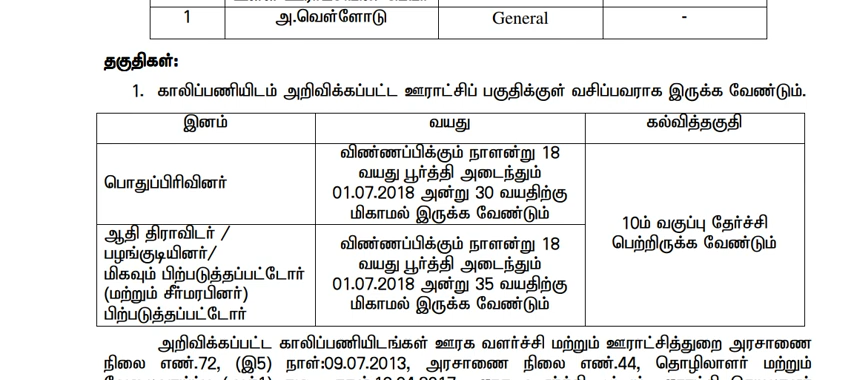 1 அ.வெள்ளோடு General -
தகுதிகள்:
1. காலிப்பணியிடம் அறிவிக்கப்பட்ட ஊராட்சிப் பகுதிக்குள் வசிப்பவராக இருக்க வேண்டும்.
இனம் வயது கல்வித்தகுதி
பொதுப்பிரிவினர்
விண்ணப்பிக்கும் நாளன்று 18
வயது பூர்த்தி அடைந்தும்
01.07.2018 அன்று 30 வயதிற்கு
மிகாமல் இருக்க வேண்டும்
10ம் வகுப்பு தேர்ச்சி
பெற்றிருக்க வேண்டும்
ஆதி திராவிடர் /
பழங்குடியினர்/
மிகவும் பிற்படுத்தப்பட்டோர்
(மற்றும் சீர்மரபினர்)
பிற்படுத்தப்பட்டோர்
விண்ணப்பிக்கும் நாளன்று 18
வயது பூர்த்தி அடைந்தும்
01.07.2018 அன்று 35 வயதிற்கு
மிகாமல் இருக்க வேண்டும்
அறிவிக்கப்பட்ட காலிப்பணியிடங்கள் ஊரக வளர்ச்சி மற்றும் ஊராட்சித்துறை அரசாணை
நிலை எண்.72, (இ5) நாள்:09.07.2013, அரசாணை நிலை எண்.44, தொழிலாளர் மற்றும்